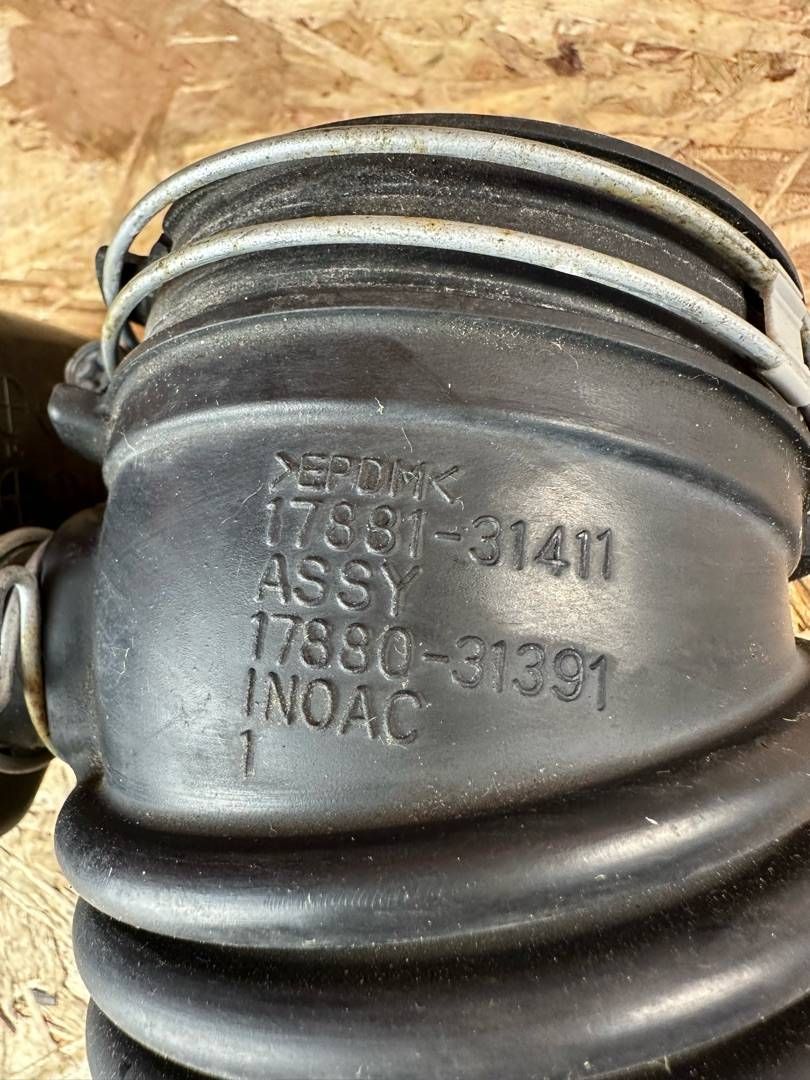 >EPDM<
17881-31411
ASSY
17880-31391
INOAC
1